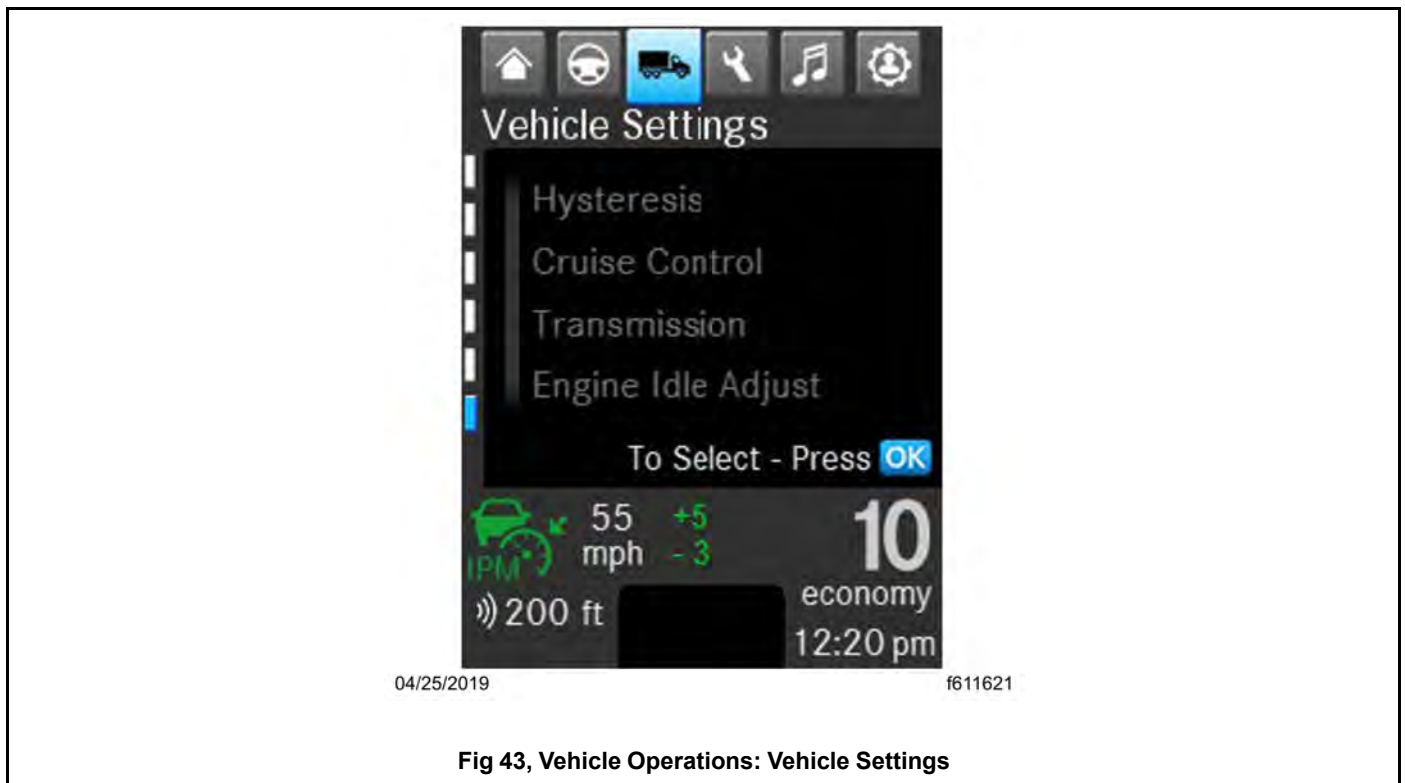 Vehicle Settings
Hysteresis
Cruise Control
Transmission
Engine Idle Adjust
To Select - Press OK
55 +5
mph - 3
IPM
10
economy
200 ft
12:20 pm
04/25/2019 f611621
Fig 43, Vehicle Operations: Vehicle Settings